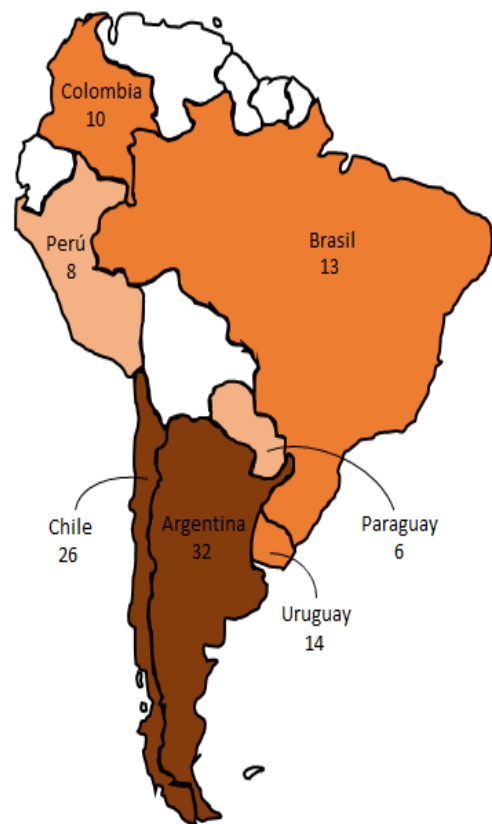 Colombia
10
Perú
8
Brasil
13
Chile
26
Argentina
32
Paraguay
6
Uruguay
14